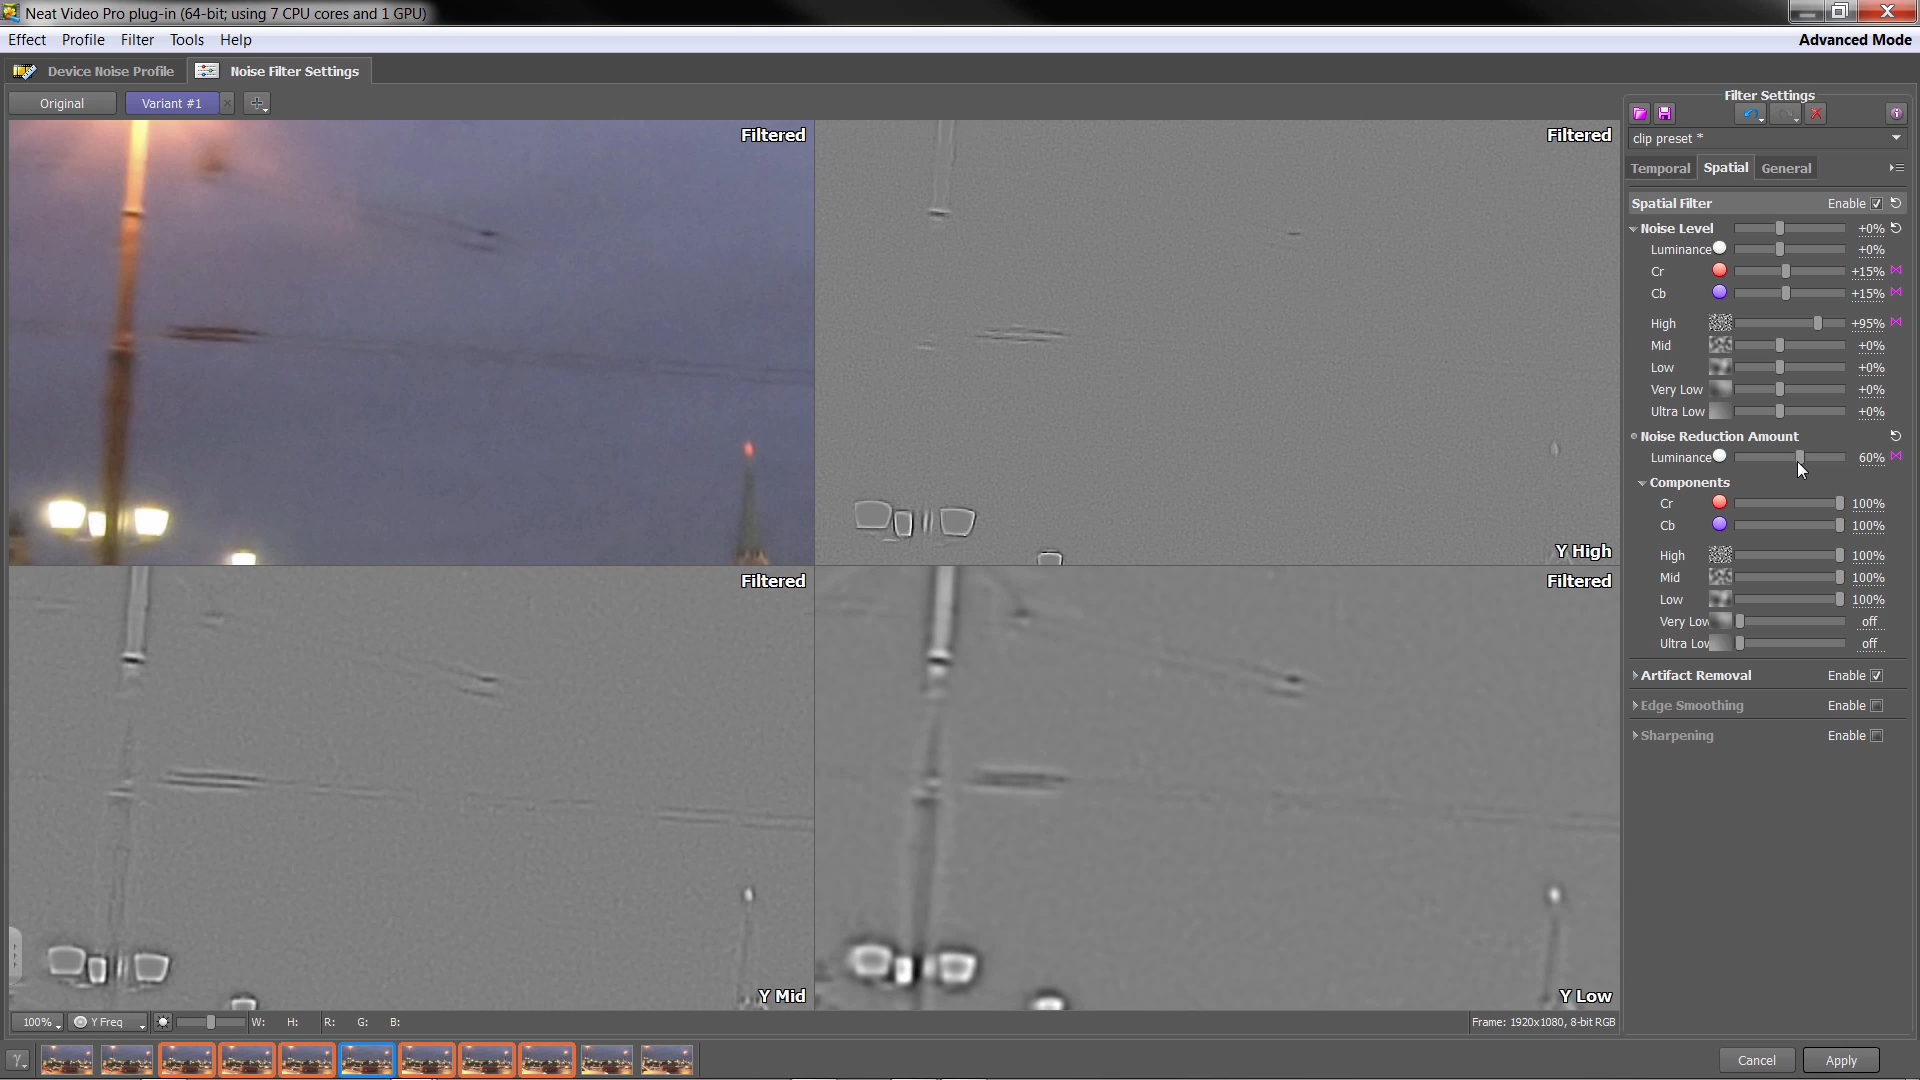 Neat Video Pro plug-in (64-bit; using 7 CPU cores and 1 GPU)
Effect Profile Filter Tools Help Advanced Mode
Device Noise Profile Noise Filter Settings
Original Variant #1
Filter Settings
clip preset *
Temporal Spatial General
Filtered Filtered
Spatial Filter Enable
Noise Level +0%
Luminance +0%
Cr +15%
Cb +15%
High +95%
Mid +0%
Low +0%
Very Low +0%
Ultra Low +0%
Noise Reduction Amount
Luminance 60%
Components
Cr 100%
Cb 100%
High 100%
Mid 100%
Low 100%
Very Low off
Ultra Low off
Artifact Removal Enable
Edge Smoothing Enable
Sharpening Enable
Y High
Filtered Filtered
Y Mid Y Low
100% Y Freq W: H: R: G: B: Frame: 1920x1080, 8-bit RGB
γ Cancel Apply